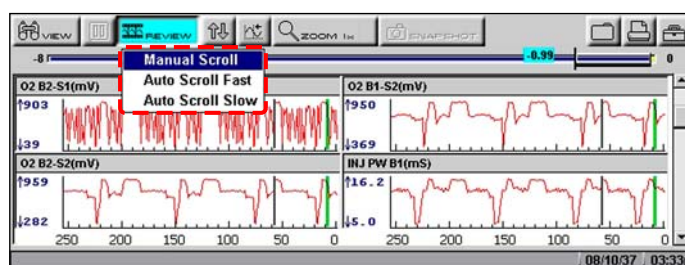 VIEW REVIEW ZOOM 1x SNAPSHOT
-8 -0.99 0
Manual Scroll
Auto Scroll Fast
Auto Scroll Slow
O2 B2-S1(mV) O2 B1-S2(mV)
↑903 ↑950
↓39 ↓369
O2 B2-S2(mV) INJ PW B1(mS)
↑959 ↑16.2
↓282 ↓5.0
250 200 150 100 50 0 250 200 150 100 50 0
08/10/37 03:33